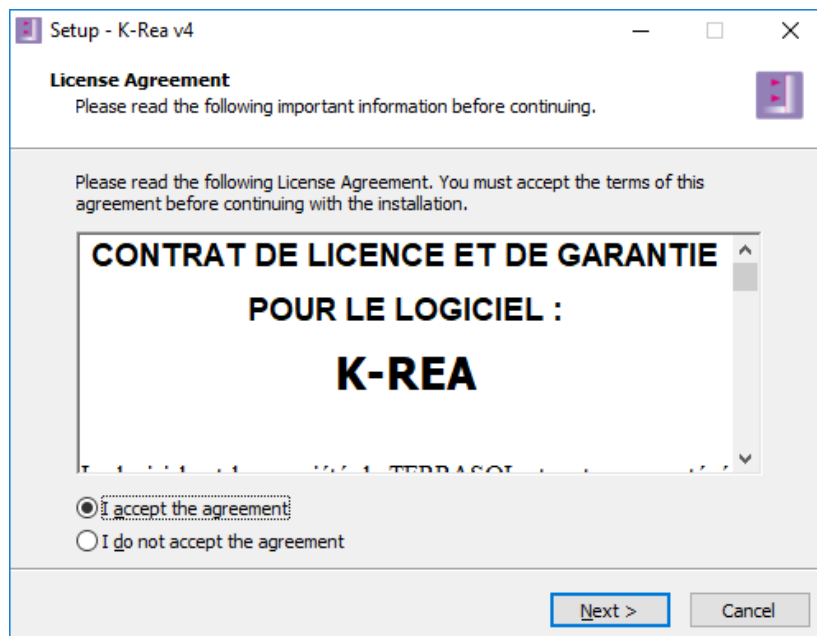 Setup - K-Rea v4
License Agreement
Please read the following important information before continuing.
Please read the following License Agreement. You must accept the terms of this
agreement before continuing with the installation.
CONTRAT DE LICENCE ET DE GARANTIE
POUR LE LOGICIEL :
K-REA
TERRASOL
I accept the agreement
I do not accept the agreement
Next >
Cancel